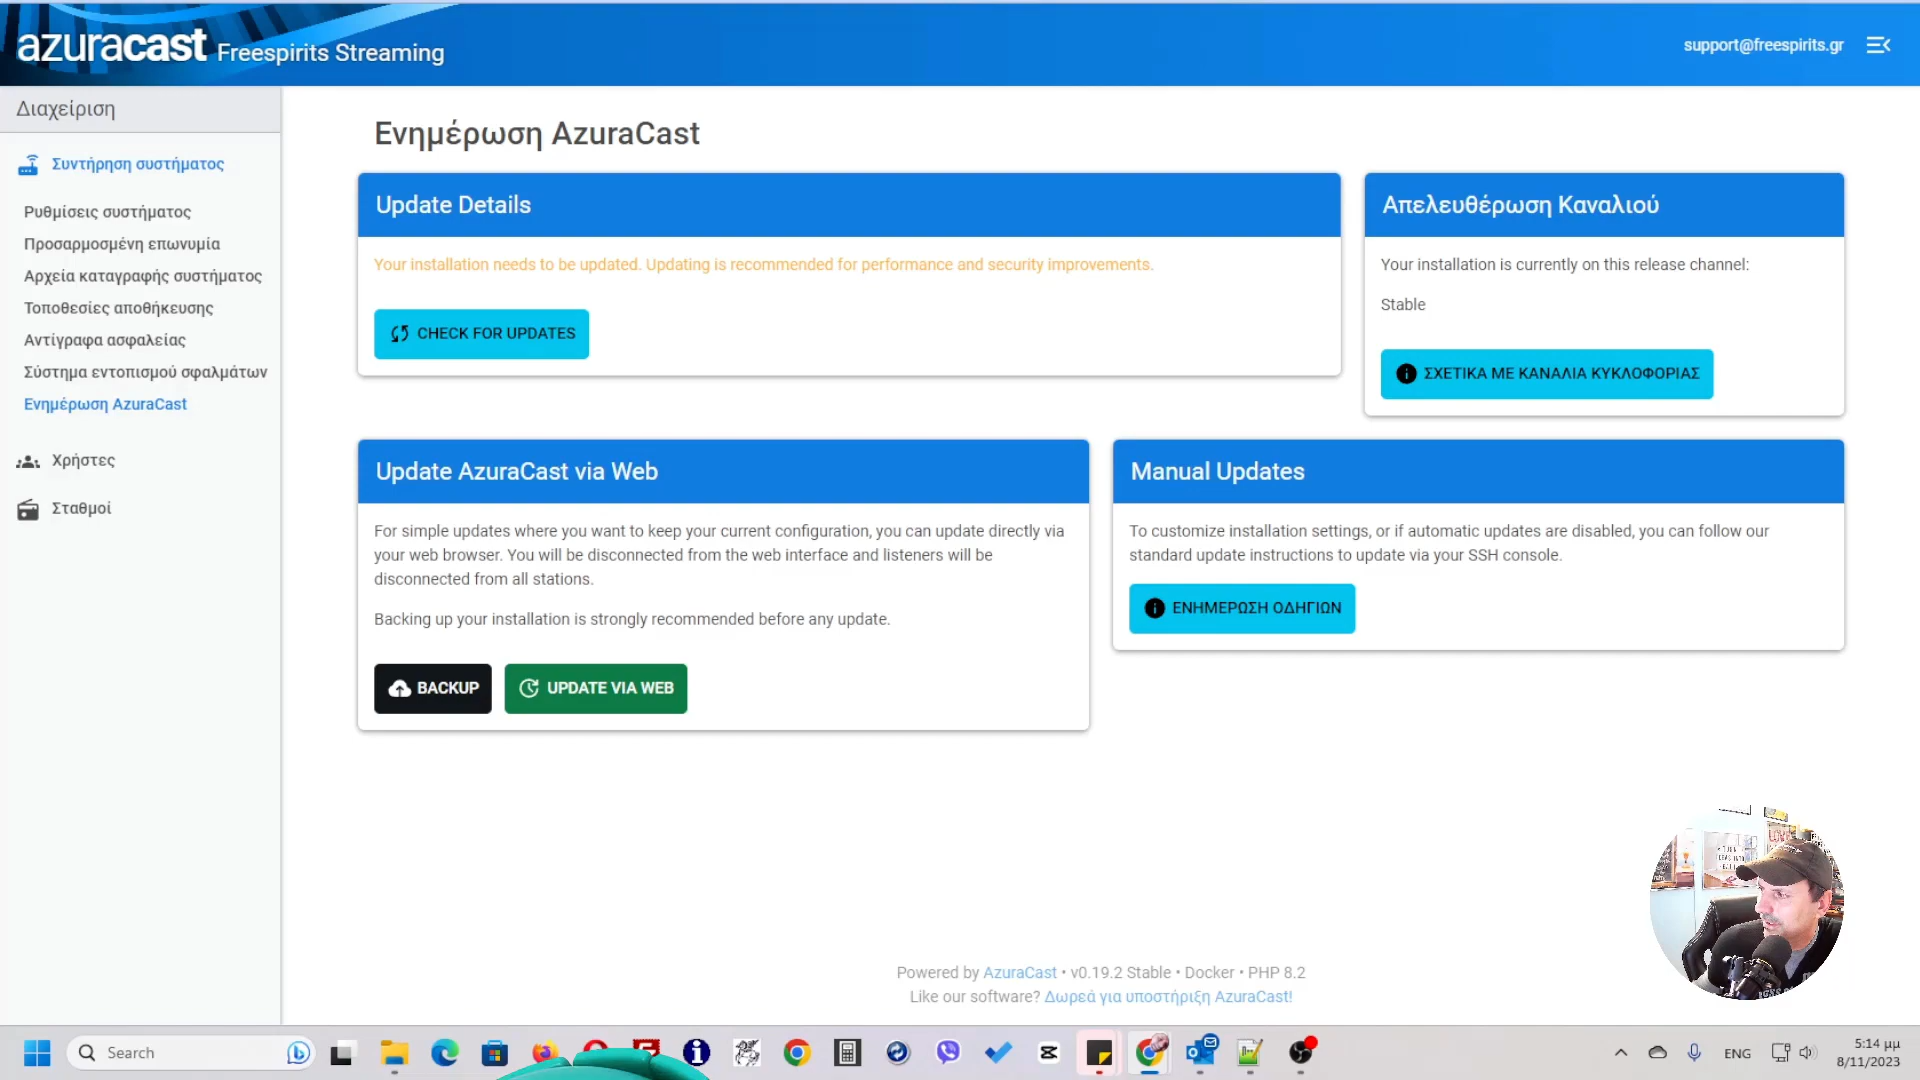 azuracast Freespirits Streaming
support@freespirits.gr
Διαχείριση
Συντήρηση συστήματος
Ρυθμίσεις συστήματος
Προσαρμοσμένη επωνυμία
Αρχεία καταγραφής συστήματος
Τοποθεσίες αποθήκευσης
Αντίγραφα ασφαλείας
Σύστημα εντοπισμού σφαλμάτων
Ενημέρωση AzuraCast
Χρήστες
Σταθμοί
Ενημέρωση AzuraCast
Update Details
Your installation needs to be updated. Updating is recommended for performance and security improvements.
CHECK FOR UPDATES
Απελευθέρωση Καναλιού
Your installation is currently on this release channel:
Stable
ΣΧΕΤΙΚΑ ΜΕ ΚΑΝΑΛΙΑ ΚΥΚΛΟΦΟΡΙΑΣ
Update AzuraCast via Web
For simple updates where you want to keep your current configuration, you can update directly via
your web browser. You will be disconnected from the web interface and listeners will be
disconnected from all stations.
Backing up your installation is strongly recommended before any update.
BACKUP
UPDATE VIA WEB
Manual Updates
To customize installation settings, or if automatic updates are disabled, you can follow our
standard update instructions to update via your SSH console.
ΕΝΗΜΕΡΩΣΗ ΟΔΗΓΙΩΝ
Powered by AzuraCast • v0.19.2 Stable • Docker • PHP 8.2
Like our software? Δωρεά για υποστήριξη AzuraCast!
Search
ENG
5:14 μμ
8/11/2023